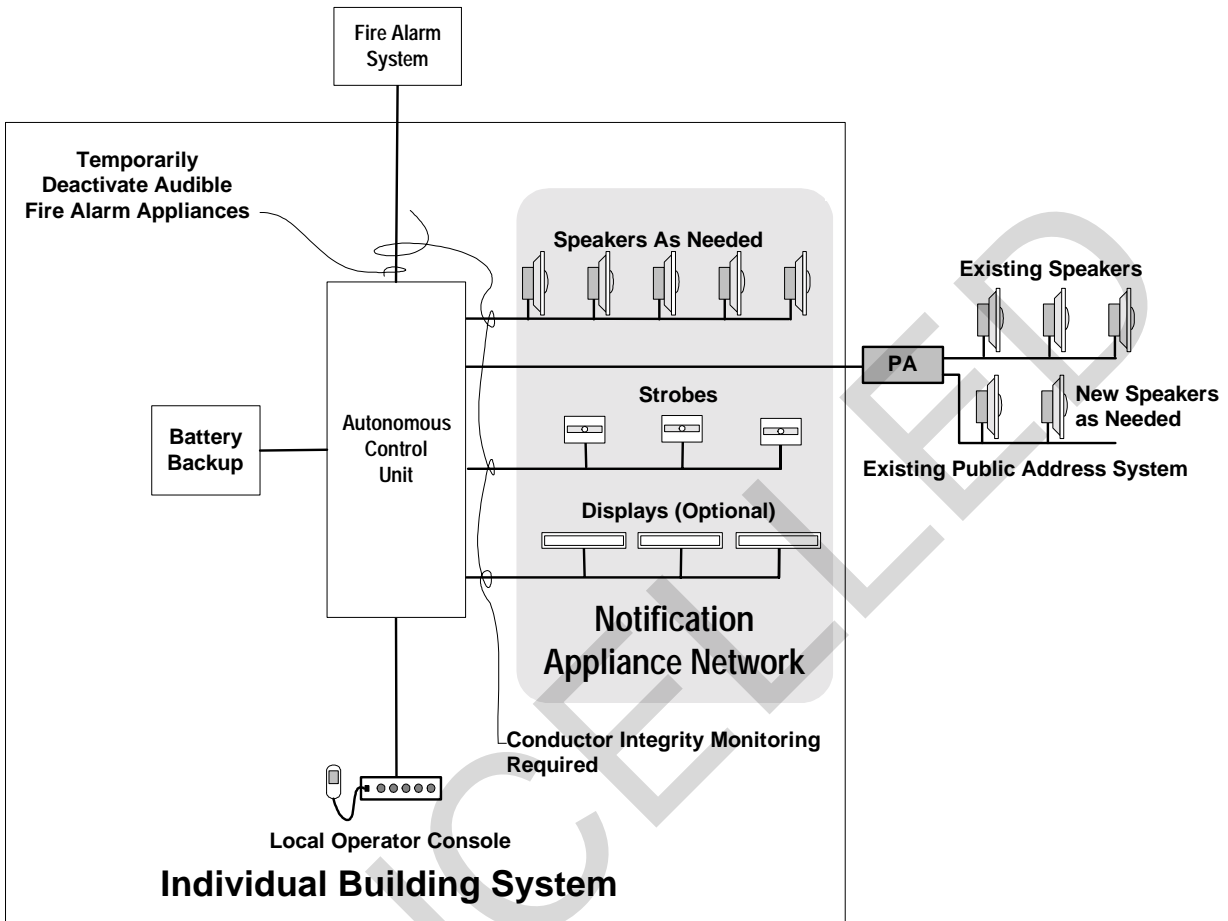 Fire Alarm
System
Temporarily
Deactivate Audible
Fire Alarm Appliances
Speakers As Needed
Existing Speakers
PA
New Speakers
as Needed
Existing Public Address System
Strobes
Battery
Backup
Autonomous
Control
Unit
Displays (Optional)
Notification
Appliance Network
Conductor Integrity Monitoring
Required
Local Operator Console
Individual Building System
NCELLED